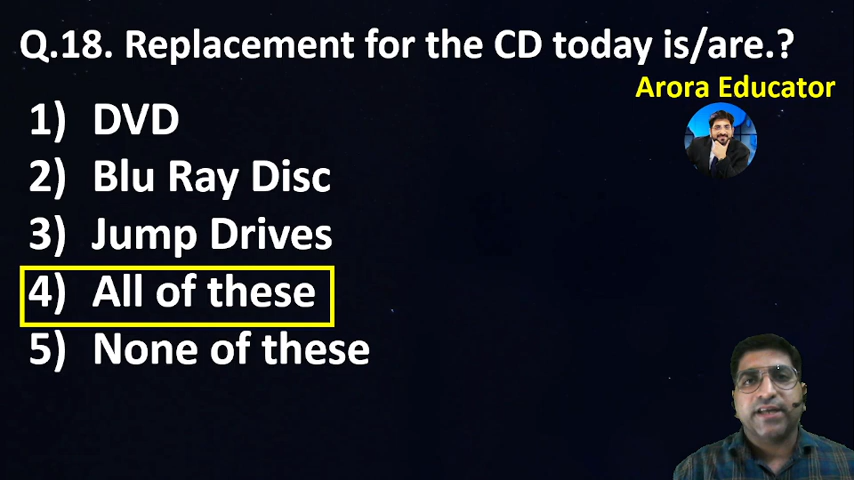 Q.18. Replacement for the CD today is/are.?
Arora Educator
1) DVD
2) Blu Ray Disc
3) Jump Drives
4) All of these
5) None of these